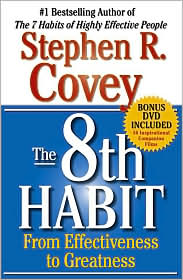 #1 Bestselling Author of
The 7 Habits of Highly Effective People
Stephen R.
Covey
BONUS
DVD
INCLUDED
16 Inspirational
Companion
Films
The 8th
HABIT
From Effectiveness
to Greatness